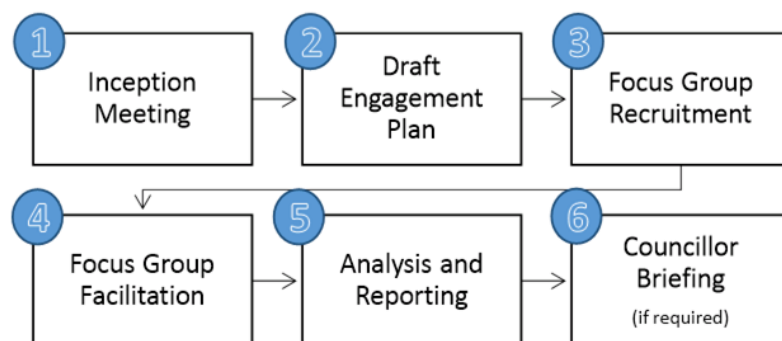 1
Inception
Meeting
2
Draft
Engagement
Plan
3
Focus Group
Recruitment
4
Focus Group
Facilitation
5
Analysis and
Reporting
6
Councillor
Briefing
(if required)